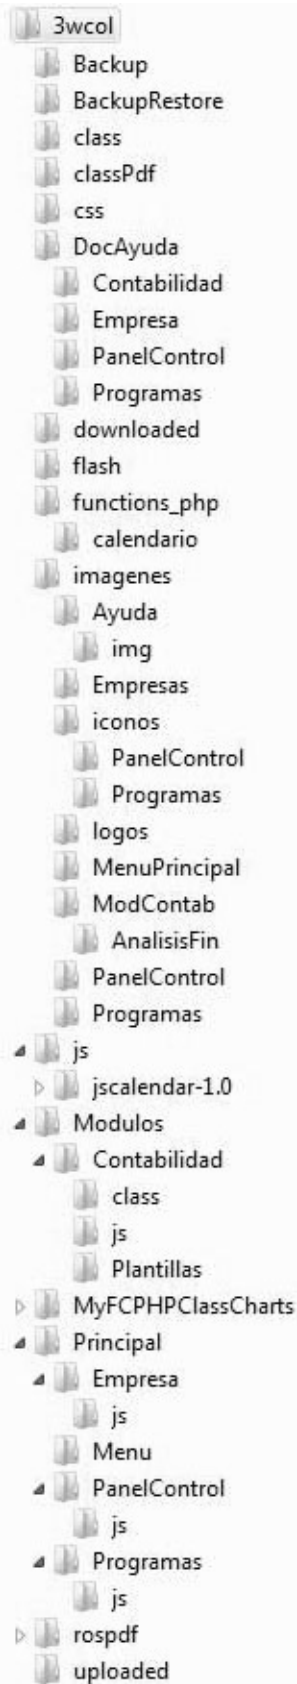 3wcol
Backup
BackupRestore
class
classPdf
css
DocAyuda
Contabilidad
Empresa
PanelControl
Programas
downloaded
flash
functions_php
calendario
imagenes
Ayuda
img
Empresas
iconos
PanelControl
Programas
logos
MenuPrincipal
ModContab
AnalisisFin
PanelControl
Programas
js
jscalendar-1.0
Modulos
Contabilidad
class
js
Plantillas
MyFCPHPClassCharts
Principal
Empresa
js
Menu
PanelControl
js
Programas
js
rospdf
uploaded